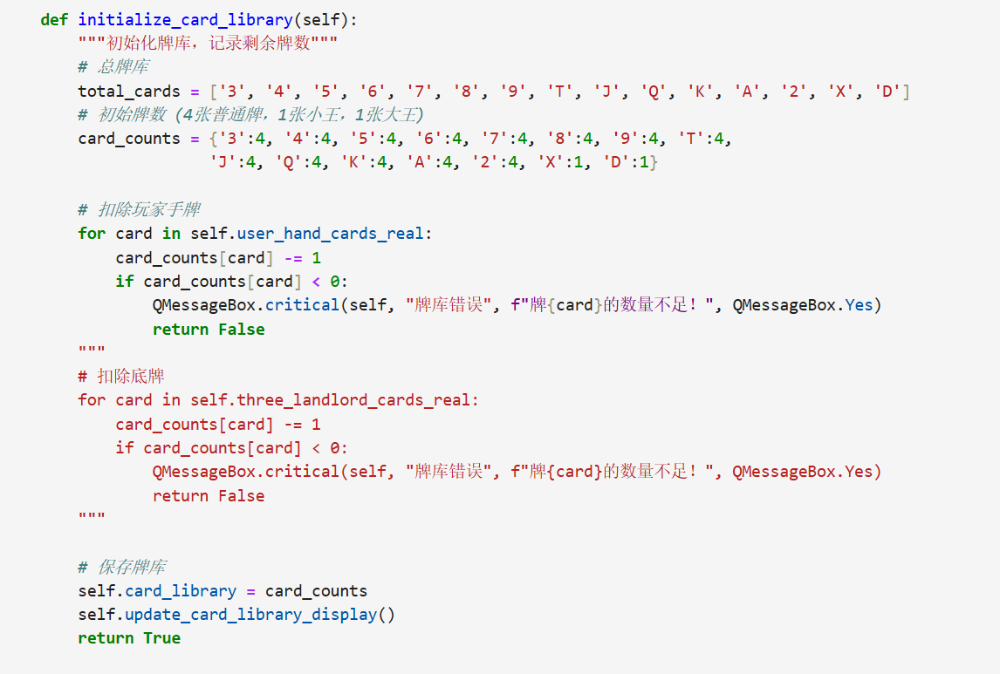 def initialize_card_library(self):
    """初始化牌库，记录剩余牌数"""
    # 总牌库
    total_cards = ['3', '4', '5', '6', '7', '8', '9', 'T', 'J', 'Q', 'K', 'A', '2', 'X', 'D']
    # 初始牌数（4张普通牌，1张小王，1张大王）
    card_counts = {'3':4, '4':4, '5':4, '6':4, '7':4, '8':4, '9':4, 'T':4,
                  'J':4, 'Q':4, 'K':4, 'A':4, '2':4, 'X':1, 'D':1}

    # 扣除玩家手牌
    for card in self.user_hand_cards_real:
        card_counts[card] -= 1
        if card_counts[card] < 0:
            QMessageBox.critical(self, "牌库错误", f"牌{card}的数量不足！", QMessageBox.Yes)
            return False
    """
    # 扣除底牌
    for card in self.three_landlord_cards_real:
        card_counts[card] -= 1
        if card_counts[card] < 0:
            QMessageBox.critical(self, "牌库错误", f"牌{card}的数量不足！", QMessageBox.Yes)
            return False
    """

    # 保存牌库
    self.card_library = card_counts
    self.update_card_library_display()
    return True